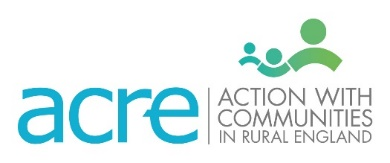 acre
ACTION WITH
COMMUNITIES
IN RURAL ENGLAND